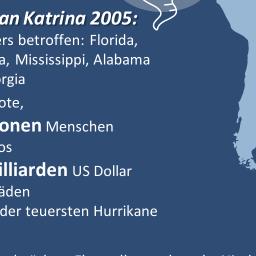 an Katrina 2005:
ers betroffen: Florida,
a, Mississippi, Alabama
rgia
ote,
onen Menschen
os
illiarden US Dollar
äden
der teuersten Hurrikane